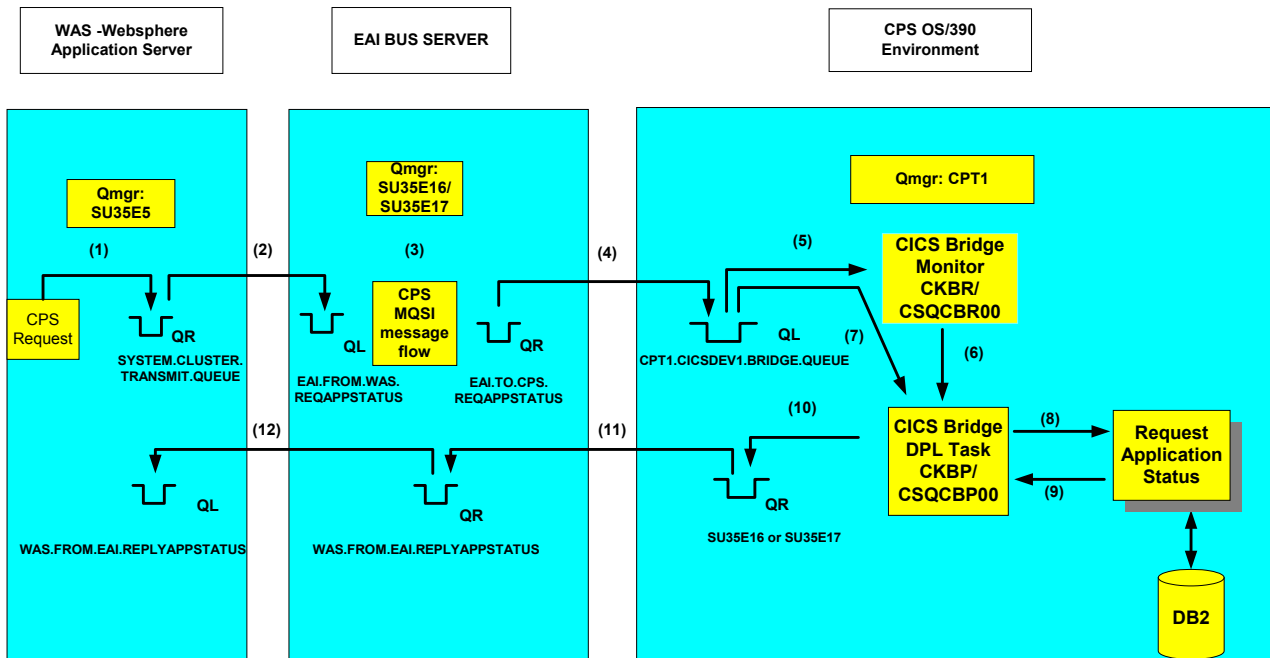 WAS -Websphere
Application Server
EAI BUS SERVER
CPS OS/390
Environment
Qmgr:
SU35E5
Qmgr:
SU35E16/
SU35E17
Qmgr: CPT1
(1)
(2)
(3)
(4)
(5)
CICS Bridge
Monitor
CKBR/
CSQCBR00
CPS
Request
QR
SYSTEM.CLUSTER.
TRANSMIT.QUEUE
QL
EAI.FROM.WAS.
REQAPPSTATUS
CPS
MQSI
message
flow
QR
EAI.TO.CPS.
REQAPPSTATUS
QL
CPT1.CICSDEV1.BRIDGE.QUEUE
(7)
(6)
(12)
(11)
(10)
CICS Bridge
DPL Task
CKBP/
CSQCBP00
(8)
(9)
Request
Application
Status
QL
WAS.FROM.EAI.REPLYAPPSTATUS
QR
WAS.FROM.EAI.REPLYAPPSTATUS
QR
SU35E16 or SU35E17
DB2